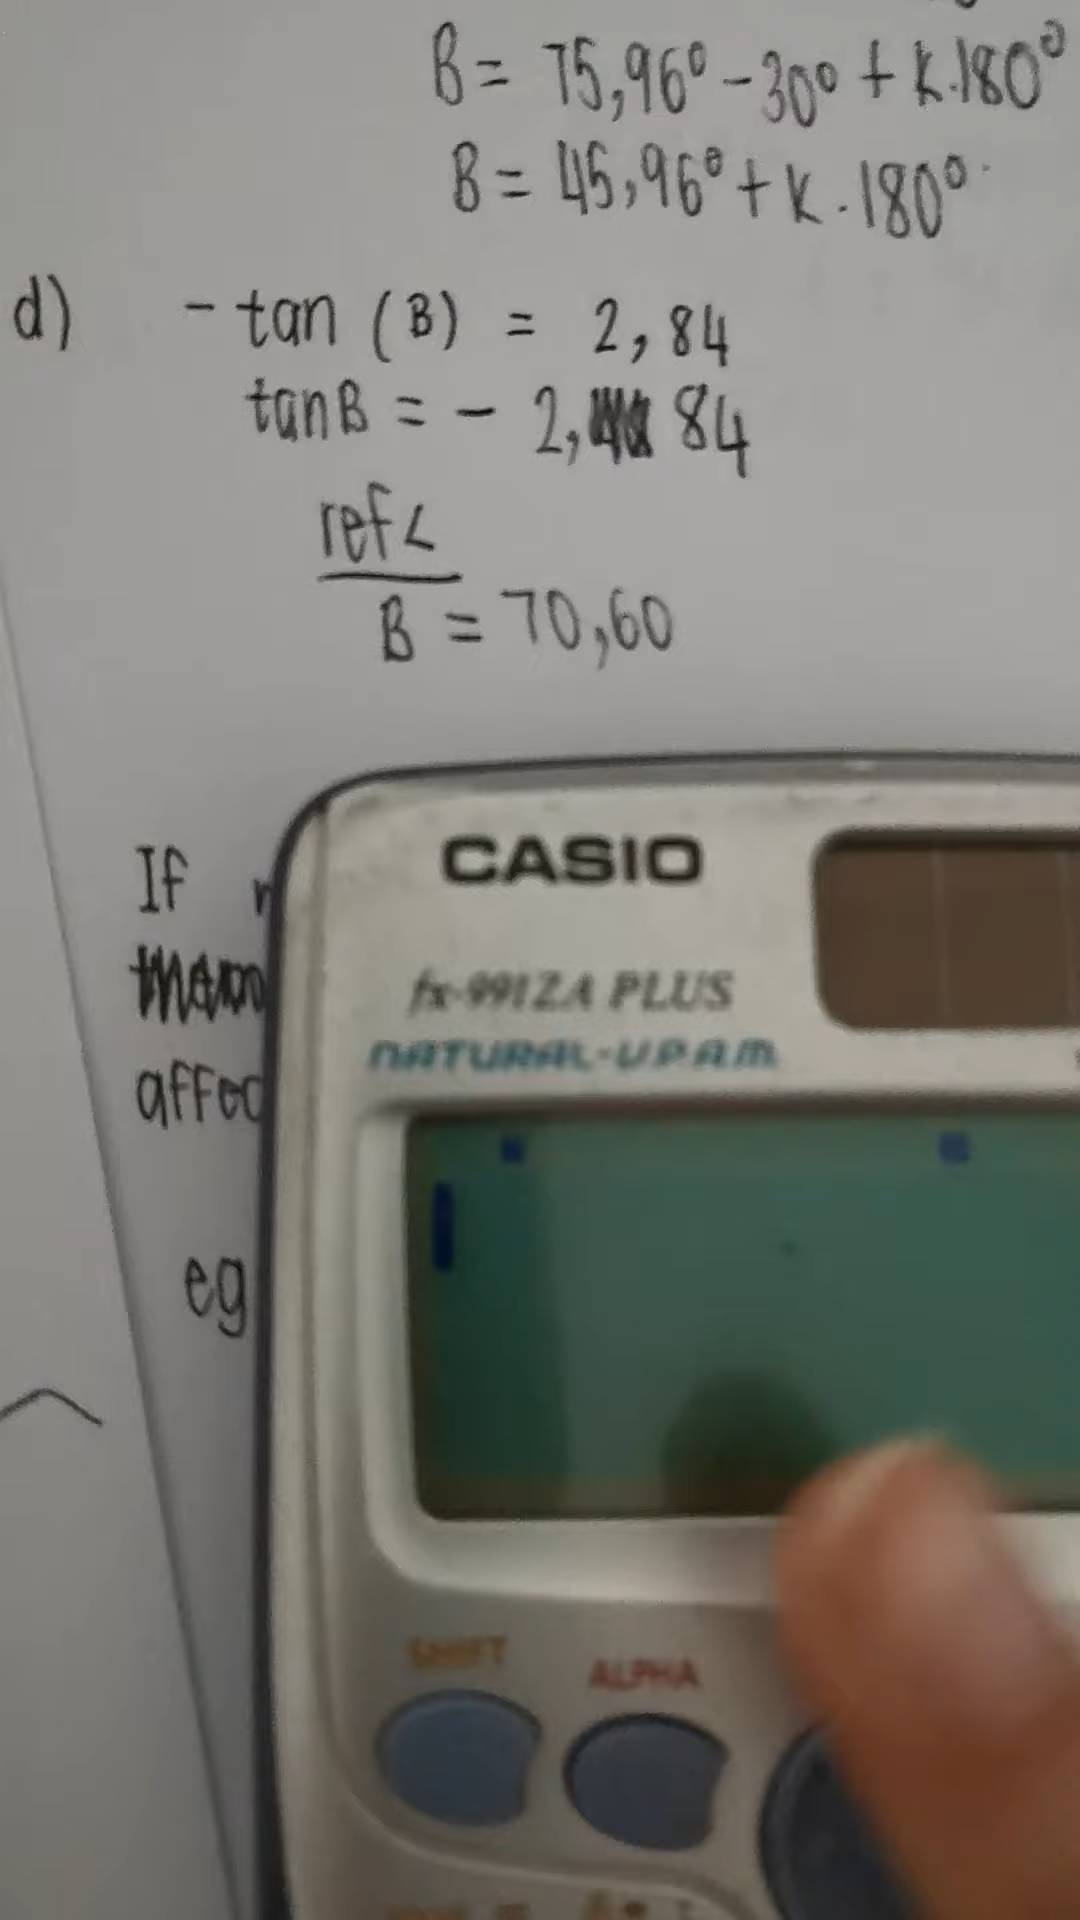 B = 75,96° - 30° + k.180°
B = 45,96° + k.180°
d) - tan (B) = 2,84
tan B = - 2, 84
ref <
B = 70,60
If
affec
eg
CASIO
fx-991ZA PLUS
NATURAL-V.P.A.M.
SHIFT ALPHA